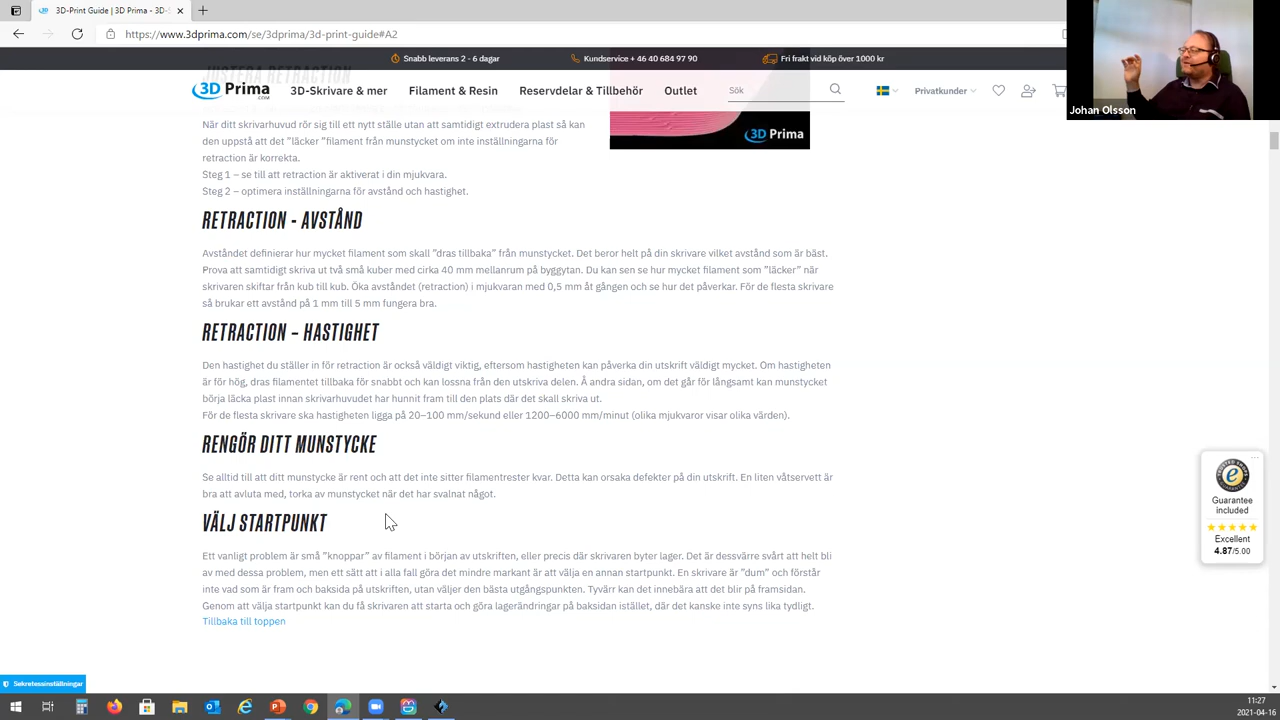 3D-Print Guide | 3D Prima - 3D-
https://www.3dprima.com/se/3dprima/3d-print-guide#A2
Johan Olsson
Snabb leverans 2 - 6 dagar
Kundservice + 46 40 684 97 90
Fri frakt vid köp över 1000 kr
JUSTERA RETRACTION
3D Prima
.COM
3D-Skrivare & mer
Filament & Resin
Reservdelar & Tillbehör
Outlet
Sök
Privatkunder
När ditt skrivarhuvud rör sig till ett nytt ställe utan att samtidigt extrudera plast så kan
den uppstå att det ”läcker ”filament från munstycket om inte inställningarna för
retraction är korrekta.
Steg 1 – se till att retraction är aktiverat i din mjukvara.
Steg 2 – optimera inställningarna för avstånd och hastighet.
3D Prima
RETRACTION - AVSTÅND
Avståndet definierar hur mycket filament som skall ”dras tillbaka” från munstycket. Det beror helt på din skrivare vilket avstånd som är bäst.
Prova att samtidigt skriva ut två små kuber med cirka 40 mm mellanrum på byggytan. Du kan sen se hur mycket filament som ”läcker” när
skrivaren skiftar från kub till kub. Öka avståndet (retraction) i mjukvaran med 0,5 mm åt gången och se hur det påverkar. För de flesta skrivare
så brukar ett avstånd på 1 mm till 5 mm fungera bra.
RETRACTION – HASTIGHET
Den hastighet du ställer in för retraction är också väldigt viktig, eftersom hastigheten kan påverka din utskrift väldigt mycket. Om hastigheten
är för hög, dras filamentet tillbaka för snabbt och kan lossna från den utskriva delen. Å andra sidan, om det går för långsamt kan munstycket
börja läcka plast innan skrivarhuvudet har hunnit fram till den plats där det skall skriva ut.
För de flesta skrivare ska hastigheten ligga på 20–100 mm/sekund eller 1200–6000 mm/minut (olika mjukvaror visar olika värden).
RENGÖR DITT MUNSTYCKE
Se alltid till att ditt munstycke är rent och att det inte sitter filamentrester kvar. Detta kan orsaka defekter på din utskrift. En liten våtservett är
bra att avluta med, torka av munstycket när det har svalnat något.
VÄLJ STARTPUNKT
Ett vanligt problem är små ”knoppar” av filament i början av utskriften, eller precis där skrivaren byter lager. Det är dessvärre svårt att helt bli
av med dessa problem, men ett sätt att i alla fall göra det mindre markant är att välja en annan startpunkt. En skrivare är ”dum” och förstår
inte vad som är fram och baksida på utskriften, utan väljer den bästa utgångspunkten. Tyvärr kan det innebära att det blir på framsidan.
Genom att välja startpunkt kan du få skrivaren att starta och göra lagerändringar på baksidan istället, där det kanske inte syns lika tydligt.
Tillbaka till toppen
Guarantee
included
Excellent
4.87/5.00
Sekretessinställningar
11:27
2021-04-16